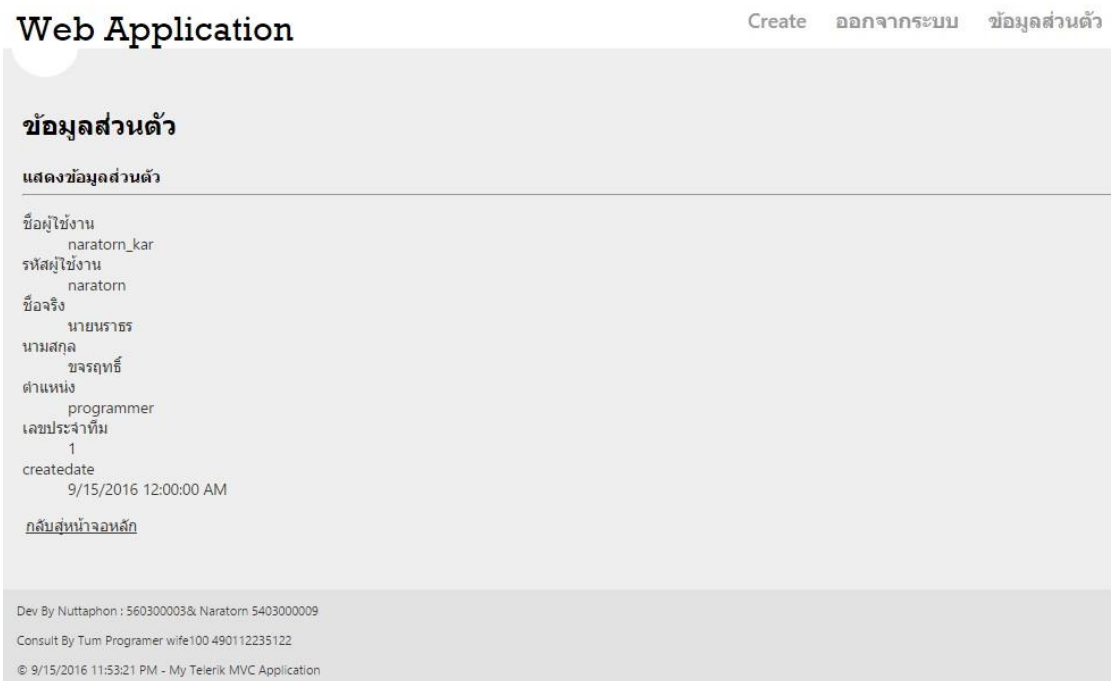 Web Application
Create ออกจากระบบ ข้อมูลส่วนตัว
ข้อมูลส่วนตัว
แสดงข้อมูลส่วนตัว
ชื่อผู้ใช้งาน
naratorn_kar
รหัสผู้ใช้งาน
naratorn
ชื่อจริง
นายนราธร
นามสกุล
ขจรฤทธิ์
ตำแหน่ง
programmer
เลขประจำทีม
1
createdate
9/15/2016 12:00:00 AM
กลับสู่หน้าจอหลัก
Dev By Nuttaphon : 560300003& Naratorn 5403000009
Consult By Tum Programer wife100 490112235122
© 9/15/2016 11:53:21 PM - My Telerik MVC Application